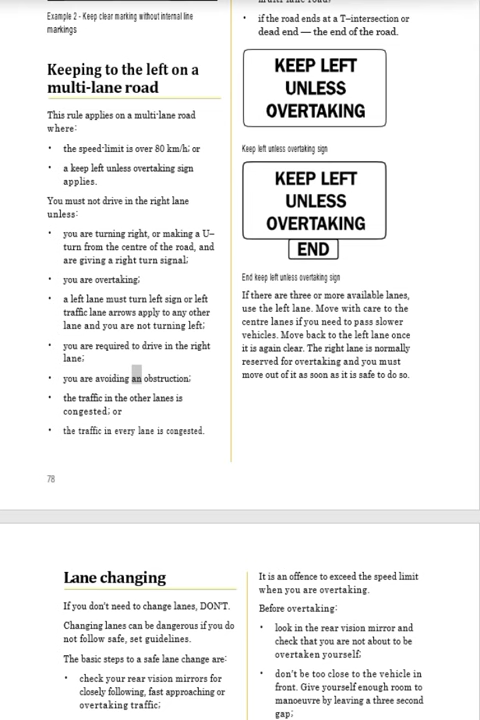 Example 2 - Keep clear marking without internal line
markings
Keeping to the left on a
multi-lane road
This rule applies on a multi-lane road
where:
• the speed-limit is over 80 km/h; or
• a keep left unless overtaking sign
applies.
You must not drive in the right lane
unless:
• you are turning right, or making a U–
turn from the centre of the road, and
are giving a right turn signal;
• you are overtaking;
• a left lane must turn left sign or left
traffic lane arrows apply to any other
lane and you are not turning left;
• you are required to drive in the right
lane;
• you are avoiding an obstruction;
• the traffic in the other lanes is
congested; or
• the traffic in every lane is congested.
78
• if the road ends at a T–intersection or
dead end — the end of the road.
KEEP LEFT
UNLESS
OVERTAKING
Keep left unless overtaking sign
KEEP LEFT
UNLESS
OVERTAKING
END
End keep left unless overtaking sign
If there are three or more available lanes,
use the left lane. Move with care to the
centre lanes if you need to pass slower
vehicles. Move back to the left lane once
it is again clear. The right lane is normally
reserved for overtaking and you must
move out of it as soon as it is safe to do so.
Lane changing
If you don't need to change lanes, DON'T.
Changing lanes can be dangerous if you do
not follow safe, set guidelines.
The basic steps to a safe lane change are:
• check your rear vision mirrors for
closely following, fast approaching or
overtaking traffic;
It is an offence to exceed the speed limit
when you are overtaking.
Before overtaking:
• look in the rear vision mirror and
check that you are not about to be
overtaken yourself;
• don't be too close to the vehicle in
front. Give yourself enough room to
manoeuvre by leaving a three second
gap;